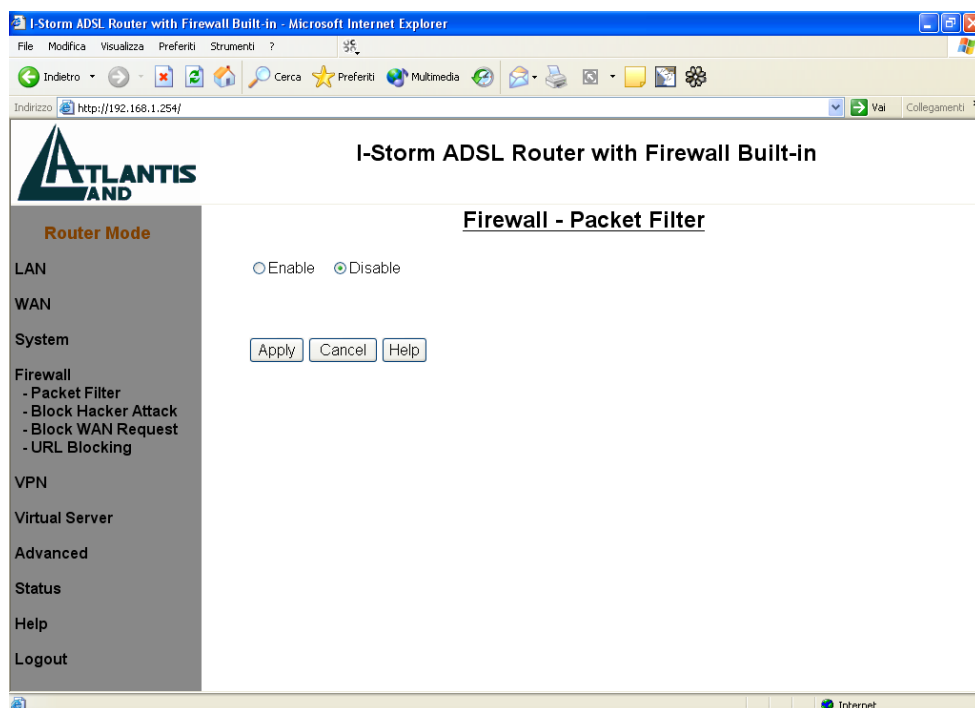 I-Storm ADSL Router with Firewall Built-in - Microsoft Internet Explorer
File Modifica Visualizza Preferiti Strumenti ?
Indietro Cerca Preferiti Multimedia
Indirizzo http://192.168.1.254/ Vai Collegamenti
ATLANTIS LAND
I-Storm ADSL Router with Firewall Built-in
Router Mode
LAN
WAN
System
Firewall
- Packet Filter
- Block Hacker Attack
- Block WAN Request
- URL Blocking
VPN
Virtual Server
Advanced
Status
Help
Logout
Firewall - Packet Filter
Enable Disable
Apply Cancel Help
Internet